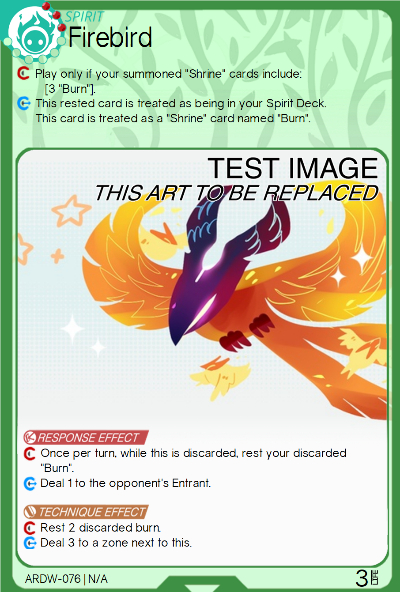 SPIRIT
Firebird
Play only if your summoned "Shrine" cards include:
[3 "Burn"].
This rested card is treated as being in your Spirit Deck.
This card is treated as a "Shrine" card named "Burn".
TEST IMAGE
THIS ART TO BE REPLACED
RESPONSE EFFECT
Once per turn, while this is discarded, rest your discarded
"Burn".
Deal 1 to the opponent's Entrant.
TECHNIQUE EFFECT
Rest 2 discarded burn.
Deal 3 to a zone next to this.
ARDW-076 | N/A
3 LIFE